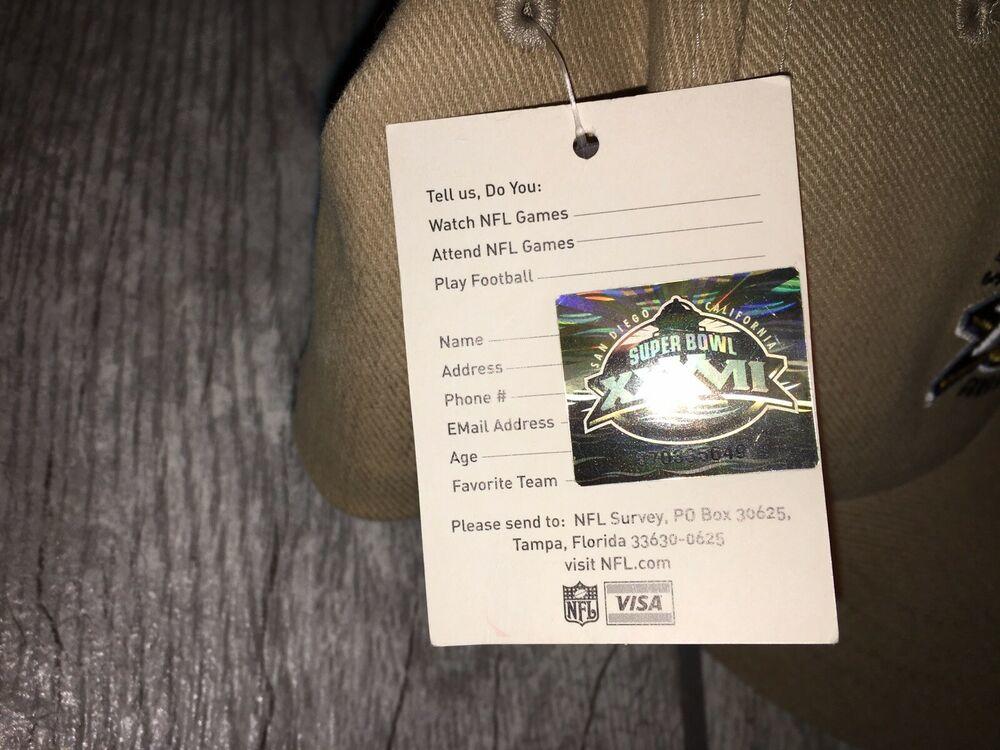 Tell us, Do You:
Watch NFL Games
Attend NFL Games
Play Football
Name
Address
Phone #
EMail Address
Age
Favorite Team
SAN DIEGO CALIFORNIA
SUPER BOWL
XXXVII
Please send to: NFL Survey, PO Box 30625,
Tampa, Florida 33630-0625
visit NFL.com
NFL VISA